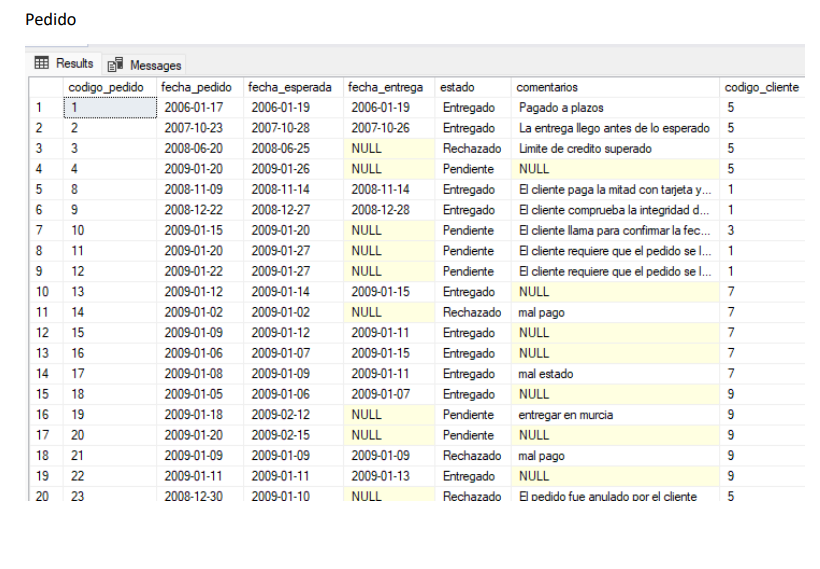 Pedido
Results Messages
codigo_pedido fecha_pedido fecha_esperada fecha_entrega estado comentarios codigo_cliente
1 1 2006-01-17 2006-01-19 2006-01-19 Entregado Pagado a plazos 5
2 2 2007-10-23 2007-10-28 2007-10-26 Entregado La entrega llego antes de lo esperado 5
3 3 2008-06-20 2008-06-25 NULL Rechazado Limite de credito superado 5
4 4 2009-01-20 2009-01-26 NULL Pendiente NULL 5
5 8 2008-11-09 2008-11-14 2008-11-14 Entregado El cliente paga la mitad con tarjeta y... 1
6 9 2008-12-22 2008-12-27 2008-12-28 Entregado El cliente comprueba la integridad d... 1
7 10 2009-01-15 2009-01-20 NULL Pendiente El cliente llama para confirmar la fec... 3
8 11 2009-01-20 2009-01-27 NULL Pendiente El cliente requiere que el pedido se l... 1
9 12 2009-01-22 2009-01-27 NULL Pendiente El cliente requiere que el pedido se l... 1
10 13 2009-01-12 2009-01-14 2009-01-15 Entregado NULL 7
11 14 2009-01-02 2009-01-02 NULL Rechazado mal pago 7
12 15 2009-01-09 2009-01-12 2009-01-11 Entregado NULL 7
13 16 2009-01-06 2009-01-07 2009-01-15 Entregado NULL 7
14 17 2009-01-08 2009-01-09 2009-01-11 Entregado mal estado 7
15 18 2009-01-05 2009-01-06 2009-01-07 Entregado NULL 9
16 19 2009-01-18 2009-02-12 NULL Pendiente entregar en murcia 9
17 20 2009-01-20 2009-02-15 NULL Pendiente NULL 9
18 21 2009-01-09 2009-01-09 2009-01-09 Rechazado mal pago 9
19 22 2009-01-11 2009-01-11 2009-01-13 Entregado NULL 9
20 23 2008-12-30 2009-01-10 NULL Rechazado El pedido fue anulado por el cliente 5